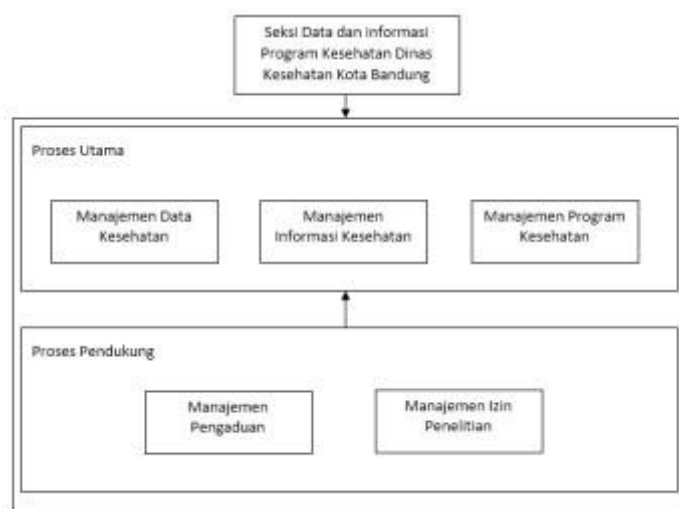 Seksi Data dan Informasi
Program Kesehatan Dinas
Kesehatan Kota Bandung
Proses Utama
Manajemen Data
Kesehatan
Manajemen
Informasi Kesehatan
Manajemen Program
Kesehatan
Proses Pendukung
Manajemen
Pengaduan
Manajemen Izin
Penelitian